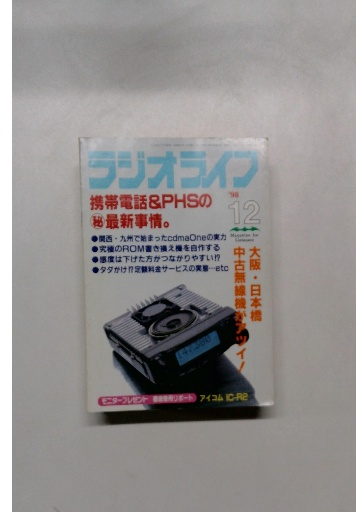 ラジオライフ
'98
12
携帯電話&PHSの
㊙最新事情。
●関西・九州で始まったcdmaOneの実力
●究極のROM書き換え機を自作する
●感度は下げた方がつながりやすい!?
●タダがけ!?定額料金サービスの実態…etc
大阪・日本橋
中古無線機がアツイ!
モニタープレゼント
アイコム IC-R2